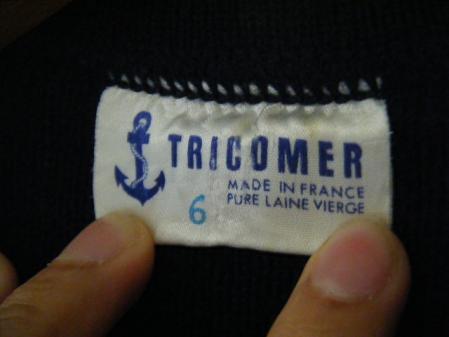 TRICOMER
MADE IN FRANCE
PURE LAINE VIERGE
6